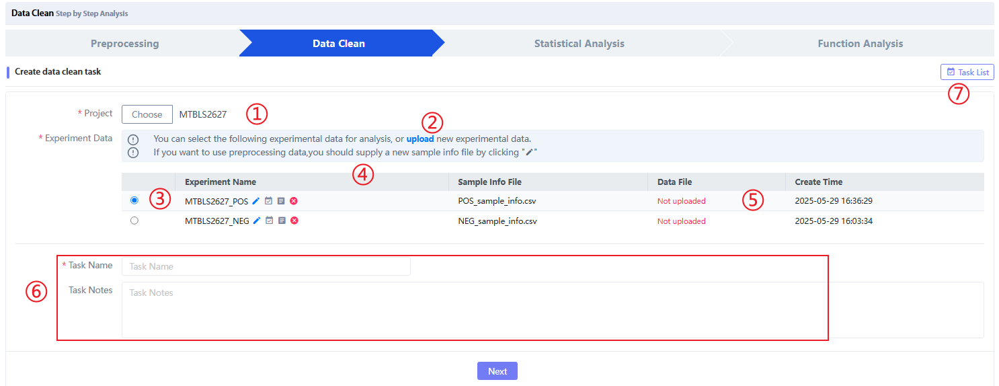 Data Clean Step by Step Analysis
Preprocessing Data Clean Statistical Analysis Function Analysis
Create data clean task Task List
⑦
* Project Choose MTBLS2627 ①
②
* Experiment Data You can select the following experimental data for analysis, or upload new experimental data.
If you want to use preprocessing data,you should supply a new sample info file by clicking " "
④
Experiment Name Sample Info File Data File Create Time
③ MTBLS2627_POS POS_sample_info.csv Not uploaded ⑤ 2025-05-29 16:36:29
MTBLS2627_NEG NEG_sample_info.csv Not uploaded 2025-05-29 16:03:34
* Task Name Task Name
⑥ Task Notes Task Notes
Next